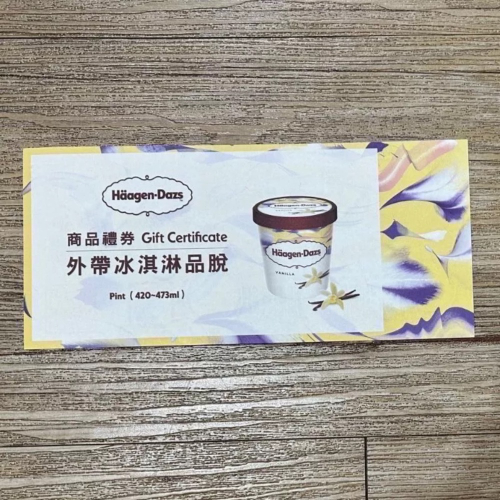 Häagen-Dazs
商品禮券 Gift Certificate
外帶冰淇淋品脫
Pint（420~473ml）
Häagen-Dazs
VANILLA